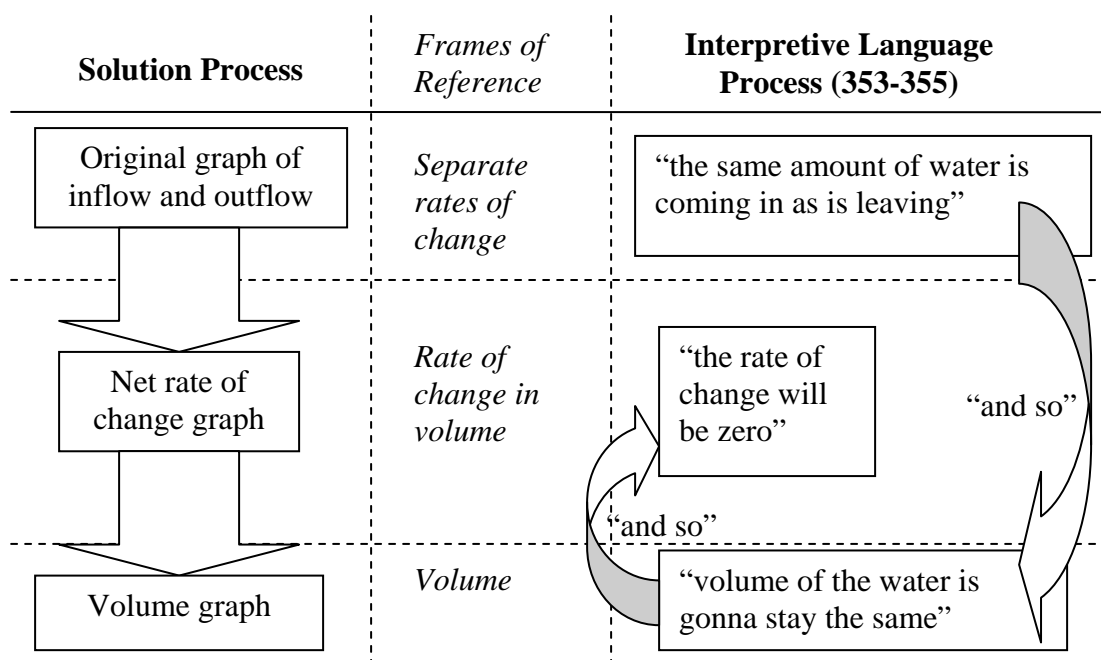 Solution Process
Frames of
Reference
Interpretive Language
Process (353-355)
Original graph of
inflow and outflow
Separate
rates of
change
“the same amount of water is
coming in as is leaving”
Net rate of
change graph
Rate of
change in
volume
“the rate of
change will
be zero”
“and so”
“and so”
Volume graph
Volume
“volume of the water is
gonna stay the same”